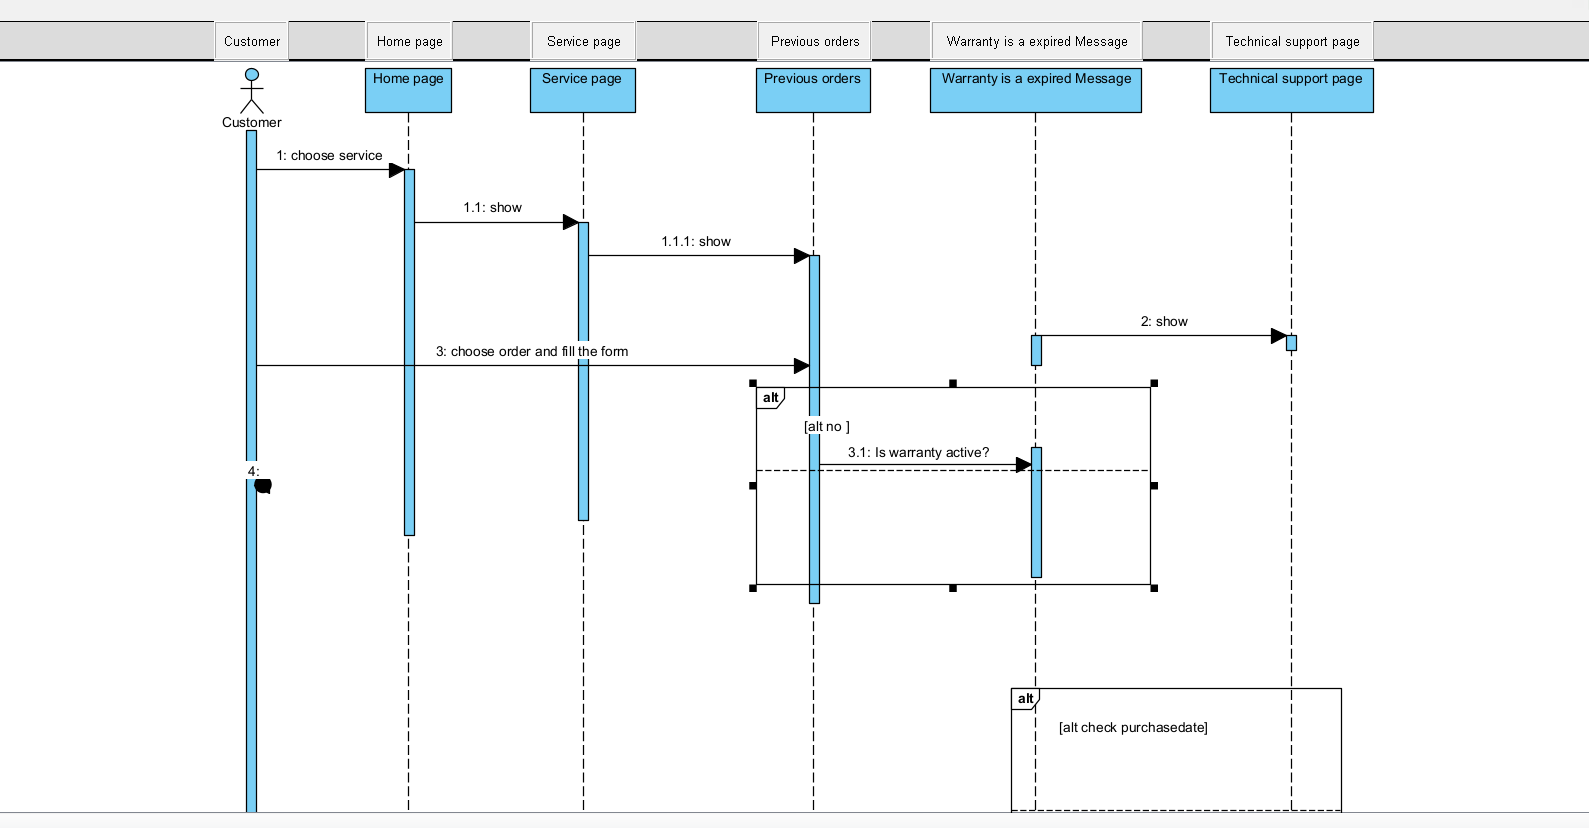 Customer
Home page
Service page
Previous orders
Warranty is a expired Message
Technical support page
Home page
Service page
Previous orders
Warranty is a expired Message
Technical support page
Customer
1: choose service
1.1: show
1.1.1: show
2: show
3: choose order and fill the form
alt
[alt no ]
3.1: Is warranty active?
4:
alt
[alt check purchasedate]